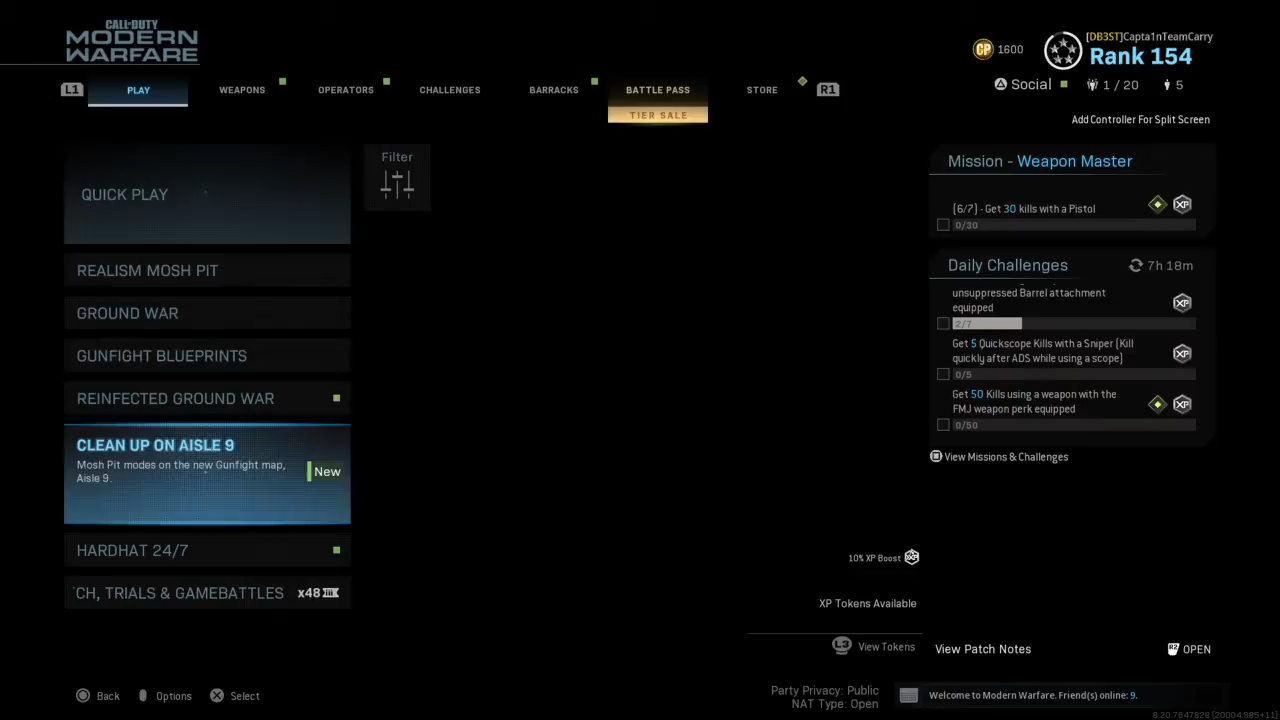 CALL OF DUTY
MODERN
WARFARE
CP 1600
[DB3ST]Capta1nTeamCarry
Rank 154
Social
1 / 20
5
Add Controller For Split Screen
L1
PLAY
WEAPONS
OPERATORS
CHALLENGES
BARRACKS
BATTLE PASS
TIER SALE
STORE
R1
QUICK PLAY
Filter
REALISM MOSH PIT
GROUND WAR
GUNFIGHT BLUEPRINTS
REINFECTED GROUND WAR
CLEAN UP ON AISLE 9
Mosh Pit modes on the new Gunfight map,
Aisle 9.
New
HARDHAT 24/7
CH, TRIALS & GAMEBATTLES x48
Mission - Weapon Master
(6/7) - Get 30 kills with a Pistol
XP
0/30
Daily Challenges
7h 18m
unsuppressed Barrel attachment
equipped
XP
2/7
Get 5 Quickscope Kills with a Sniper (Kill
quickly after ADS while using a scope)
XP
0/5
Get 50 Kills using a weapon with the
FMJ weapon perk equipped
XP
0/50
View Missions & Challenges
10% XP Boost
XP Tokens Available
L3 View Tokens
View Patch Notes
R2 OPEN
Back
Options
Select
Party Privacy: Public
NAT Type: Open
Welcome to Modern Warfare. Friend(s) online: 9.